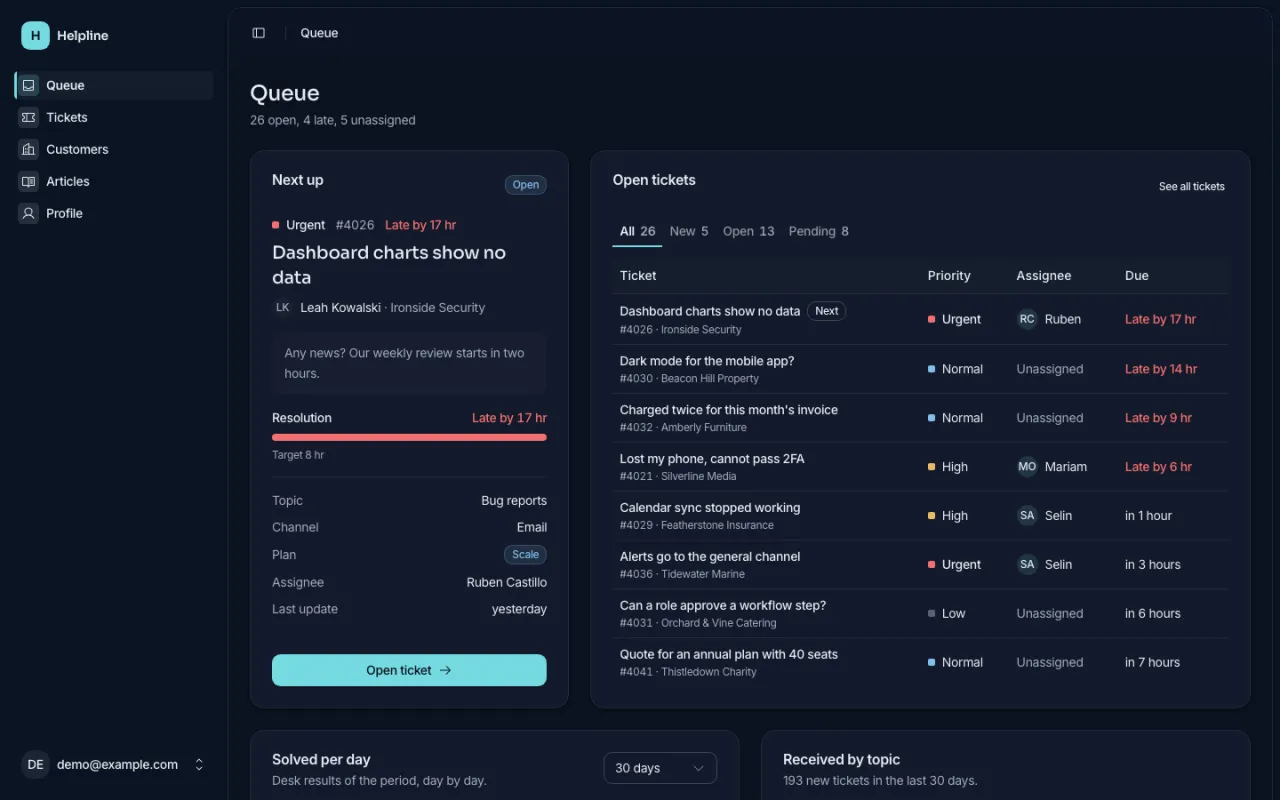 H Helpline
Queue
Tickets
Customers
Articles
Profile
DE demo@example.com
Queue
Queue
26 open, 4 late, 5 unassigned
Next up
Open
Urgent #4026 Late by 17 hr
Dashboard charts show no
data
LK Leah Kowalski · Ironside Security
Any news? Our weekly review starts in two
hours.
Resolution Late by 17 hr
Target 8 hr
Topic Bug reports
Channel Email
Plan Scale
Assignee Ruben Castillo
Last update yesterday
Open ticket →
Open tickets
See all tickets
All 26 New 5 Open 13 Pending 8
Ticket Priority Assignee Due
Dashboard charts show no data Next
#4026 · Ironside Security
Urgent RC Ruben Late by 17 hr
Dark mode for the mobile app?
#4030 · Beacon Hill Property
Normal Unassigned Late by 14 hr
Charged twice for this month's invoice
#4032 · Amberly Furniture
Normal Unassigned Late by 9 hr
Lost my phone, cannot pass 2FA
#4021 · Silverline Media
High MO Mariam Late by 6 hr
Calendar sync stopped working
#4029 · Featherstone Insurance
High SA Selin in 1 hour
Alerts go to the general channel
#4036 · Tidewater Marine
Urgent SA Selin in 3 hours
Can a role approve a workflow step?
#4031 · Orchard & Vine Catering
Low Unassigned in 6 hours
Quote for an annual plan with 40 seats
#4041 · Thistledown Charity
Normal Unassigned in 7 hours
Solved per day
Desk results of the period, day by day.
30 days
Received by topic
193 new tickets in the last 30 days.